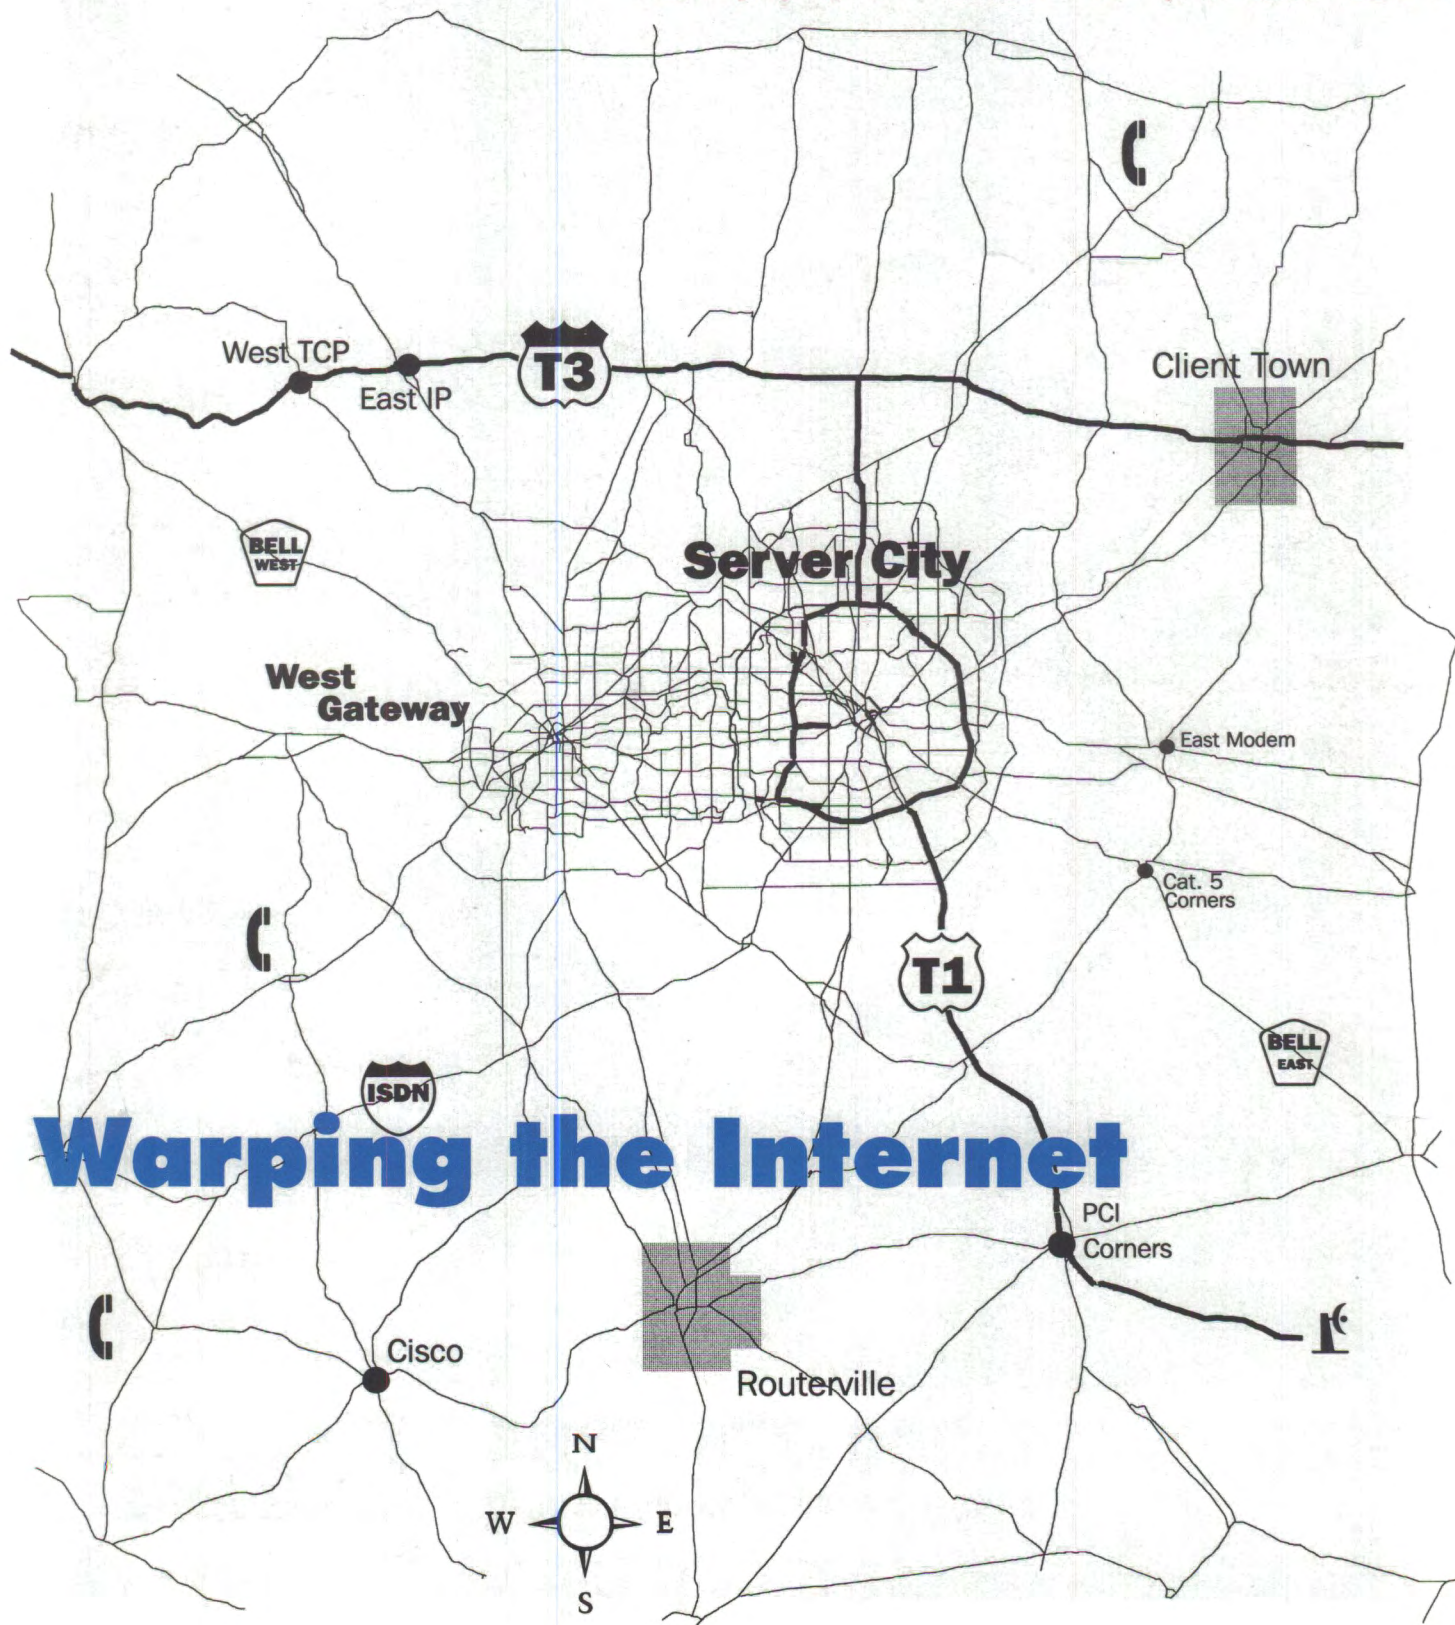 West TCP
East IP
T3
Client Town
BELL
WEST
Server City
West
Gateway
East Modem
Cat. 5
Corners
T1
BELL
EAST
ISDN
Warping the Internet
PCI
Corners
Cisco
Routerville
N
W
E
S